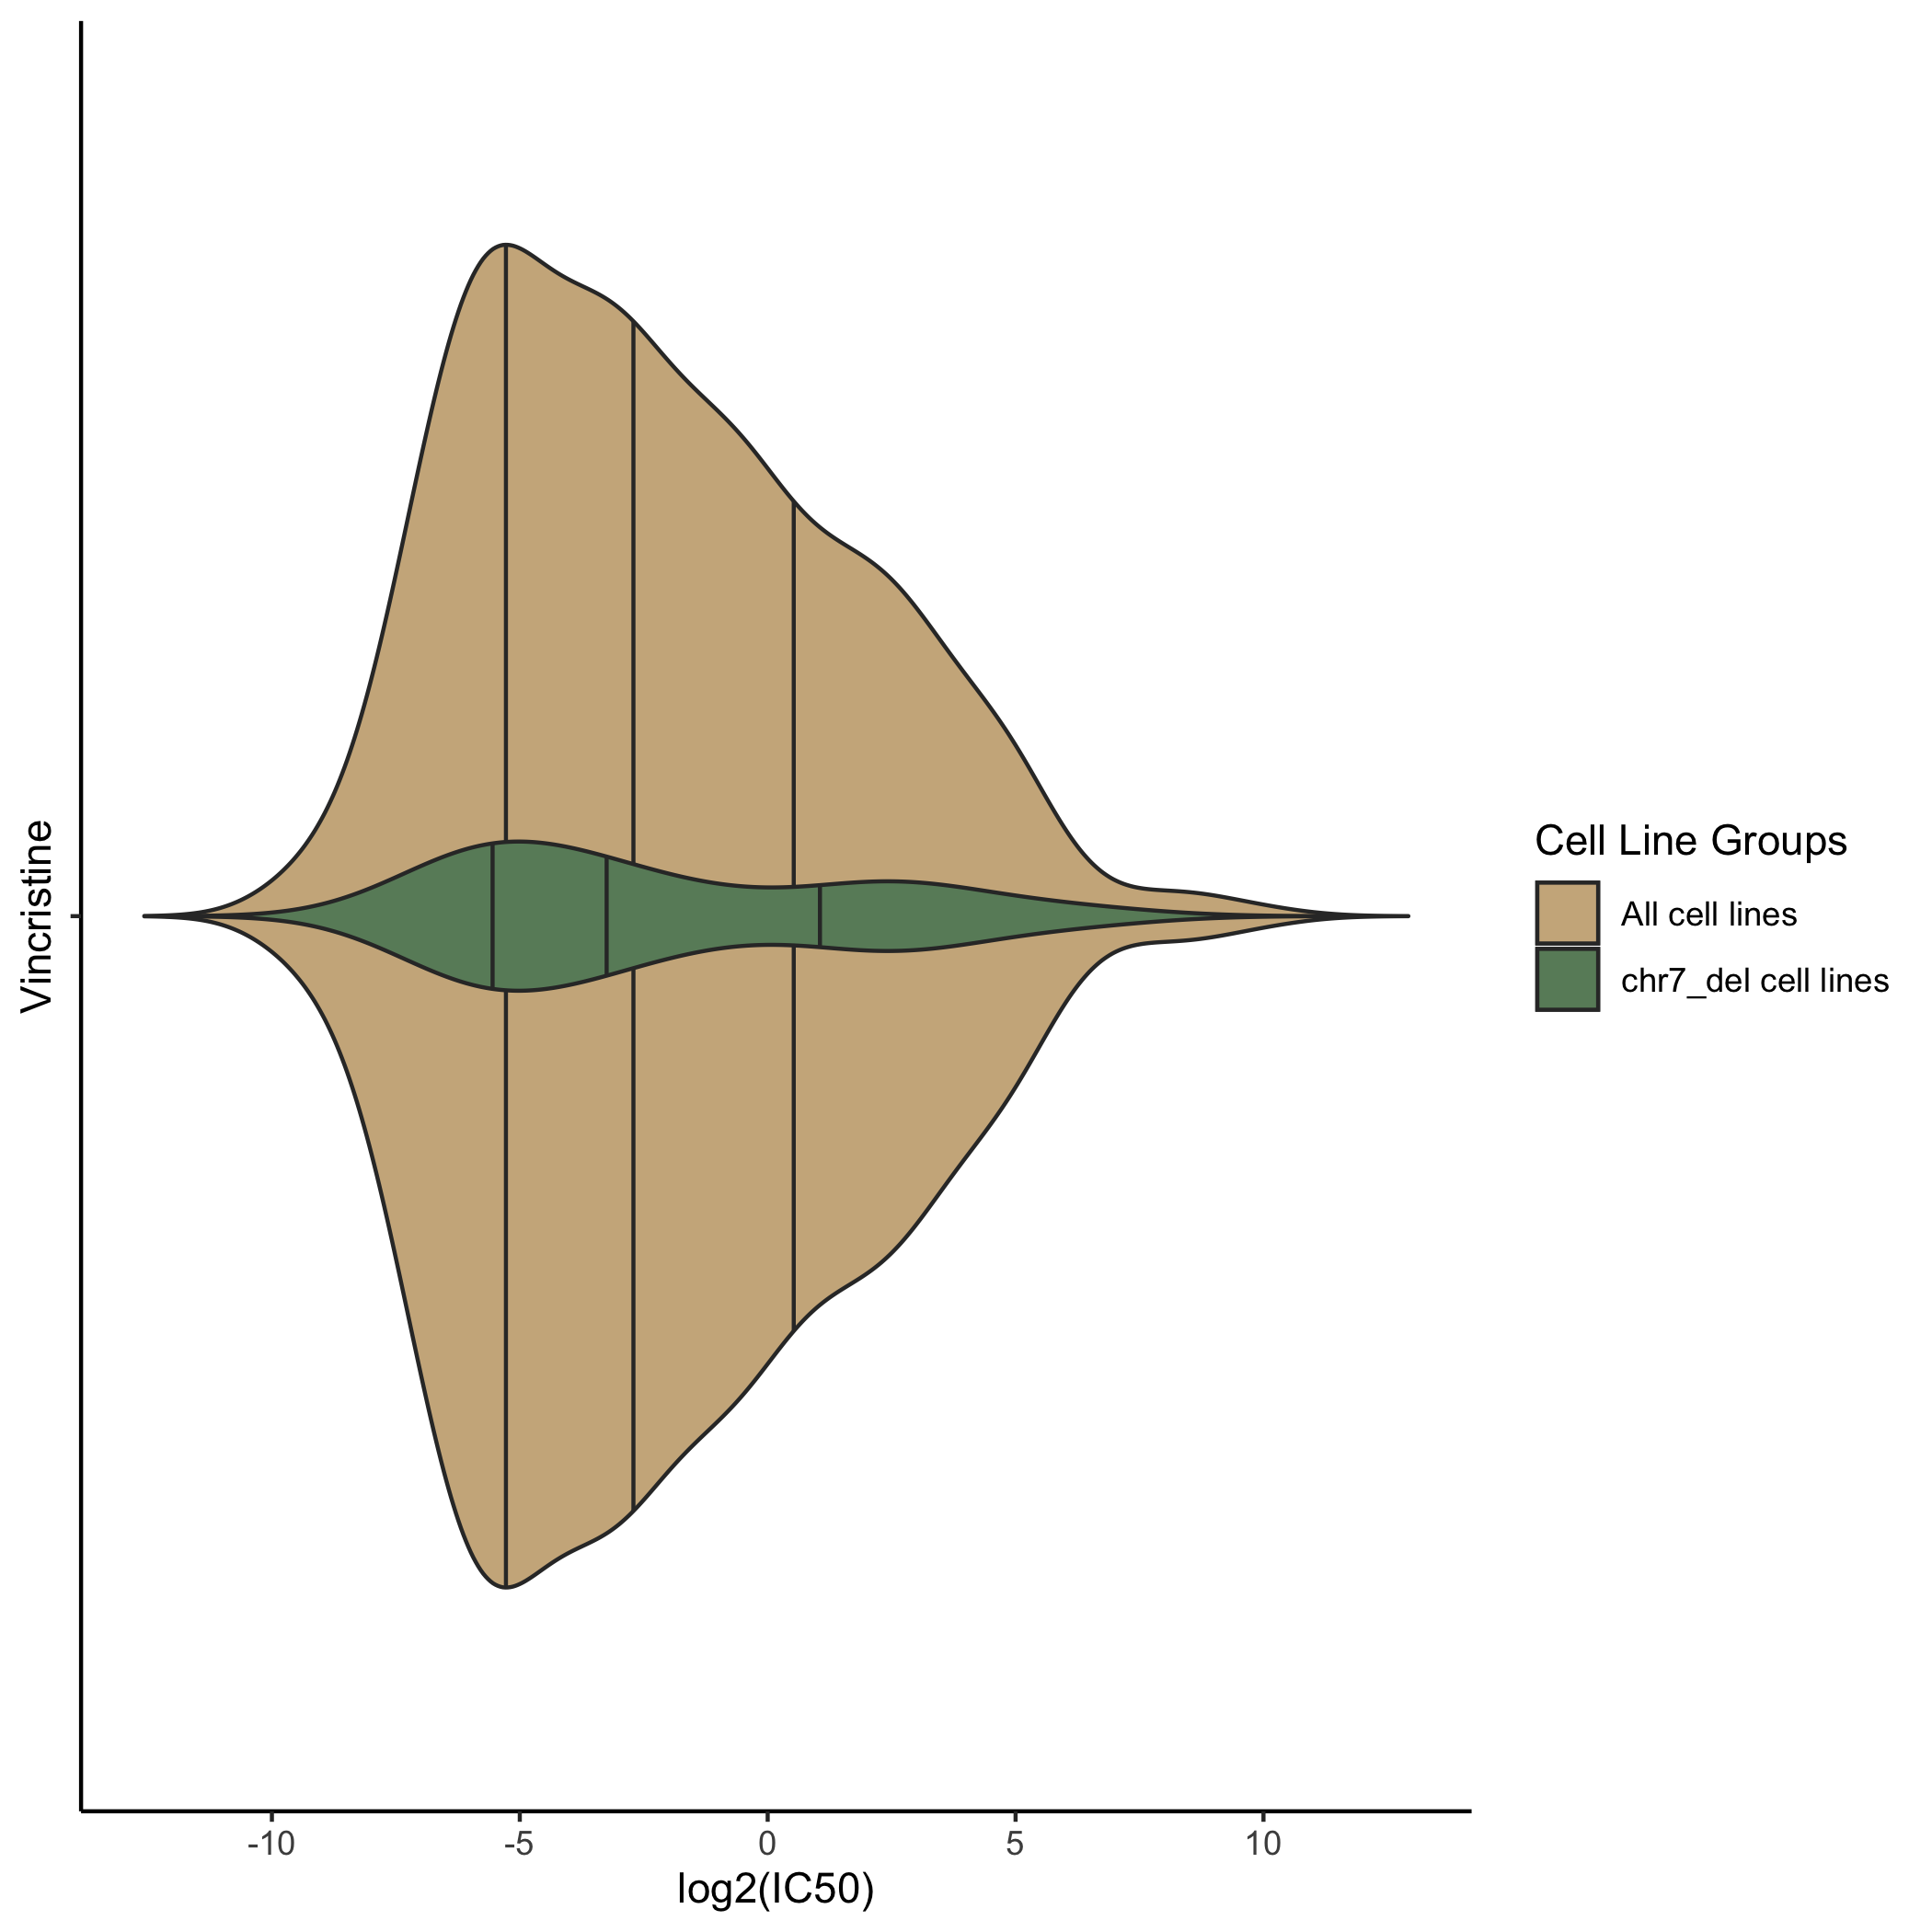 Vincristine
Cell Line Groups
All cell lines
chr7_del cell lines
-10 -5 0 5 10
log2(IC50)